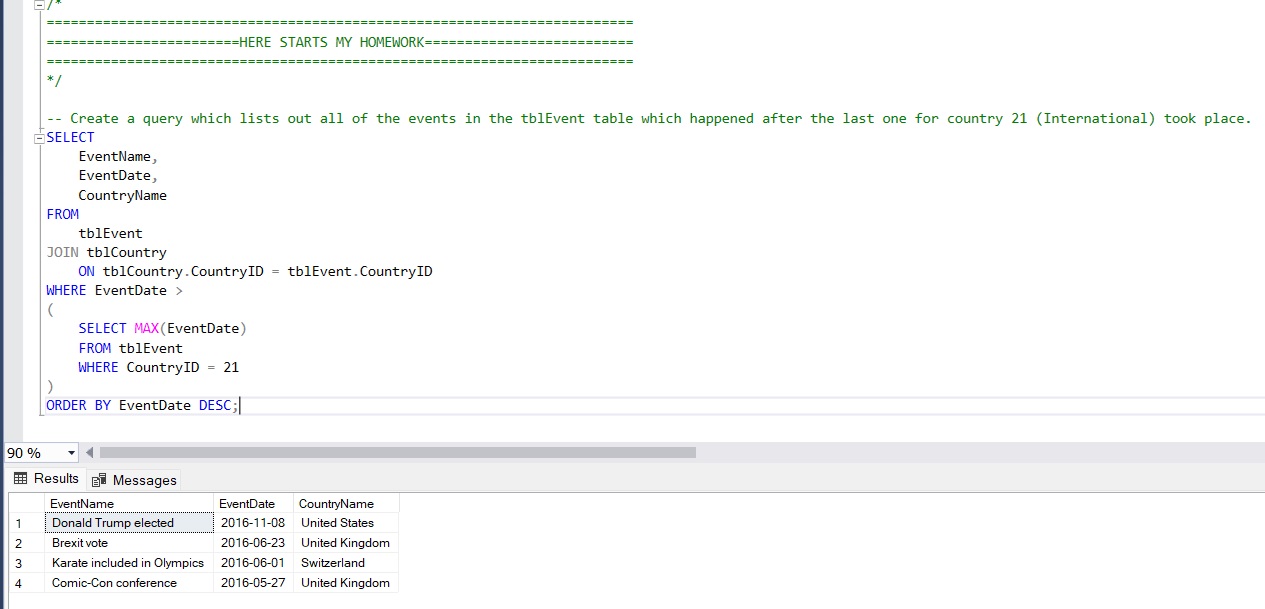 /*
=========================================================================
========================HERE STARTS MY HOMEWORK==========================
=========================================================================
*/
-- Create a query which lists out all of the events in the tblEvent table which happened after the last one for country 21 (International) took place.
SELECT
EventName,
EventDate,
CountryName
FROM
tblEvent
JOIN tblCountry
ON tblCountry.CountryID = tblEvent.CountryID
WHERE EventDate >
(
SELECT MAX(EventDate)
FROM tblEvent
WHERE CountryID = 21
)
ORDER BY EventDate DESC;
90 %
Results Messages
EventName EventDate CountryName
1 Donald Trump elected 2016-11-08 United States
2 Brexit vote 2016-06-23 United Kingdom
3 Karate included in Olympics 2016-06-01 Switzerland
4 Comic-Con conference 2016-05-27 United Kingdom